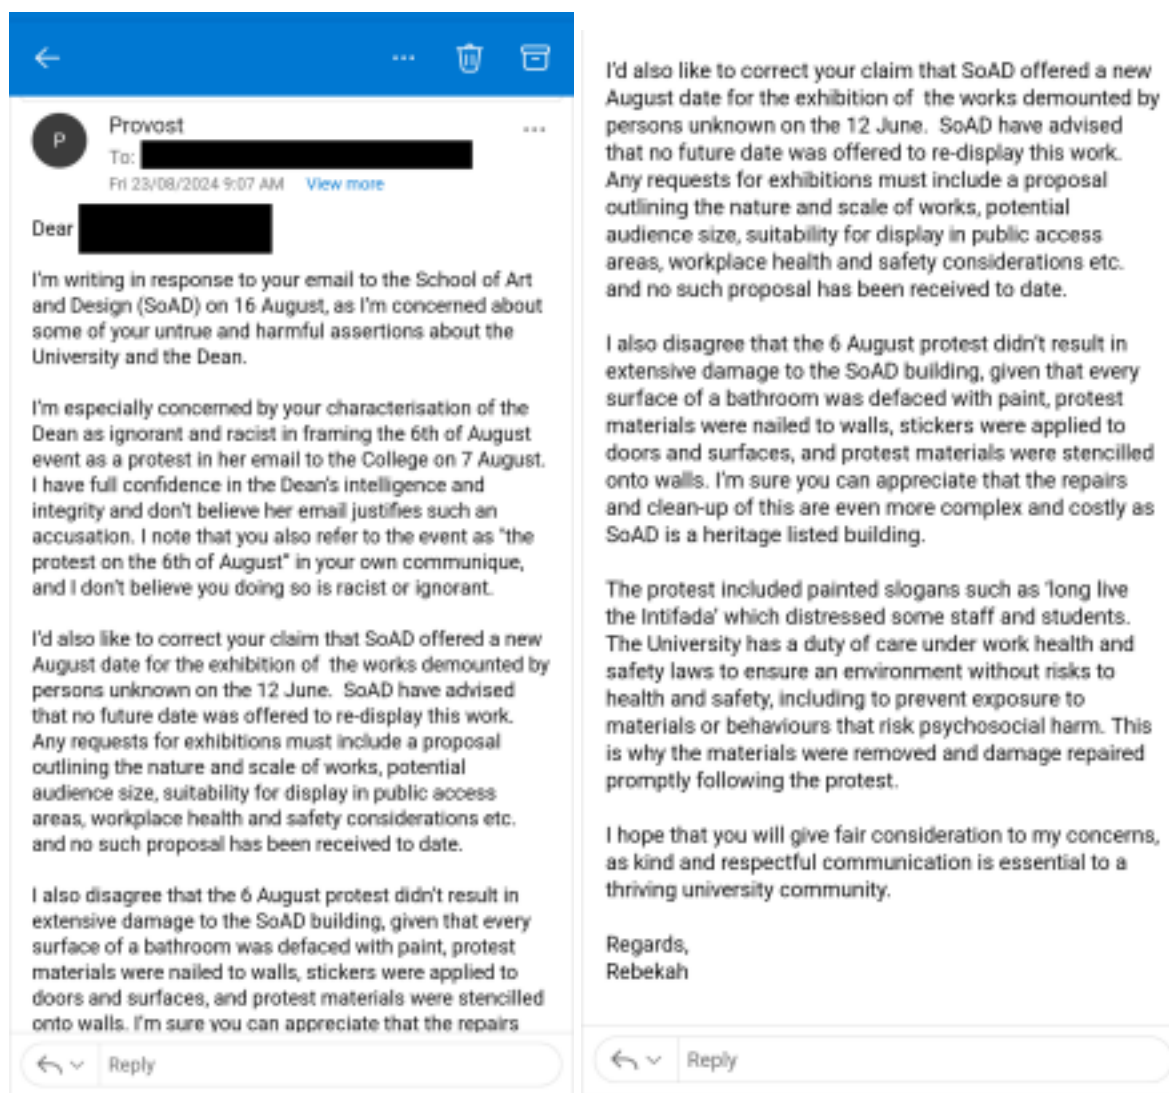 P
Provost
To:
Fri 23/08/2024 9:07 AM View more
Dear
I'm writing in response to your email to the School of Art
and Design (SoAD) on 16 August, as I'm concerned about
some of your untrue and harmful assertions about the
University and the Dean.
I'm especially concerned by your characterisation of the
Dean as ignorant and racist in framing the 6th of August
event as a protest in her email to the College on 7 August.
I have full confidence in the Dean's intelligence and
integrity and don't believe her email justifies such an
accusation. I note that you also refer to the event as "the
protest on the 6th of August" in your own communique,
and I don't believe you doing so is racist or ignorant.
I'd also like to correct your claim that SoAD offered a new
August date for the exhibition of the works demounted by
persons unknown on the 12 June. SoAD have advised
that no future date was offered to re-display this work.
Any requests for exhibitions must include a proposal
outlining the nature and scale of works, potential
audience size, suitability for display in public access
areas, workplace health and safety considerations etc.
and no such proposal has been received to date.
I also disagree that the 6 August protest didn't result in
extensive damage to the SoAD building, given that every
surface of a bathroom was defaced with paint, protest
materials were nailed to walls, stickers were applied to
doors and surfaces, and protest materials were stencilled
onto walls. I'm sure you can appreciate that the repairs
Reply
I'd also like to correct your claim that SoAD offered a new
August date for the exhibition of the works demounted by
persons unknown on the 12 June. SoAD have advised
that no future date was offered to re-display this work.
Any requests for exhibitions must include a proposal
outlining the nature and scale of works, potential
audience size, suitability for display in public access
areas, workplace health and safety considerations etc.
and no such proposal has been received to date.
I also disagree that the 6 August protest didn't result in
extensive damage to the SoAD building, given that every
surface of a bathroom was defaced with paint, protest
materials were nailed to walls, stickers were applied to
doors and surfaces, and protest materials were stencilled
onto walls. I'm sure you can appreciate that the repairs
and clean-up of this are even more complex and costly as
SoAD is a heritage listed building.
The protest included painted slogans such as 'long live
the Intifada' which distressed some staff and students.
The University has a duty of care under work health and
safety laws to ensure an environment without risks to
health and safety, including to prevent exposure to
materials or behaviours that risk psychosocial harm. This
is why the materials were removed and damage repaired
promptly following the protest.
I hope that you will give fair consideration to my concerns,
as kind and respectful communication is essential to a
thriving university community.
Regards,
Rebekah
Reply